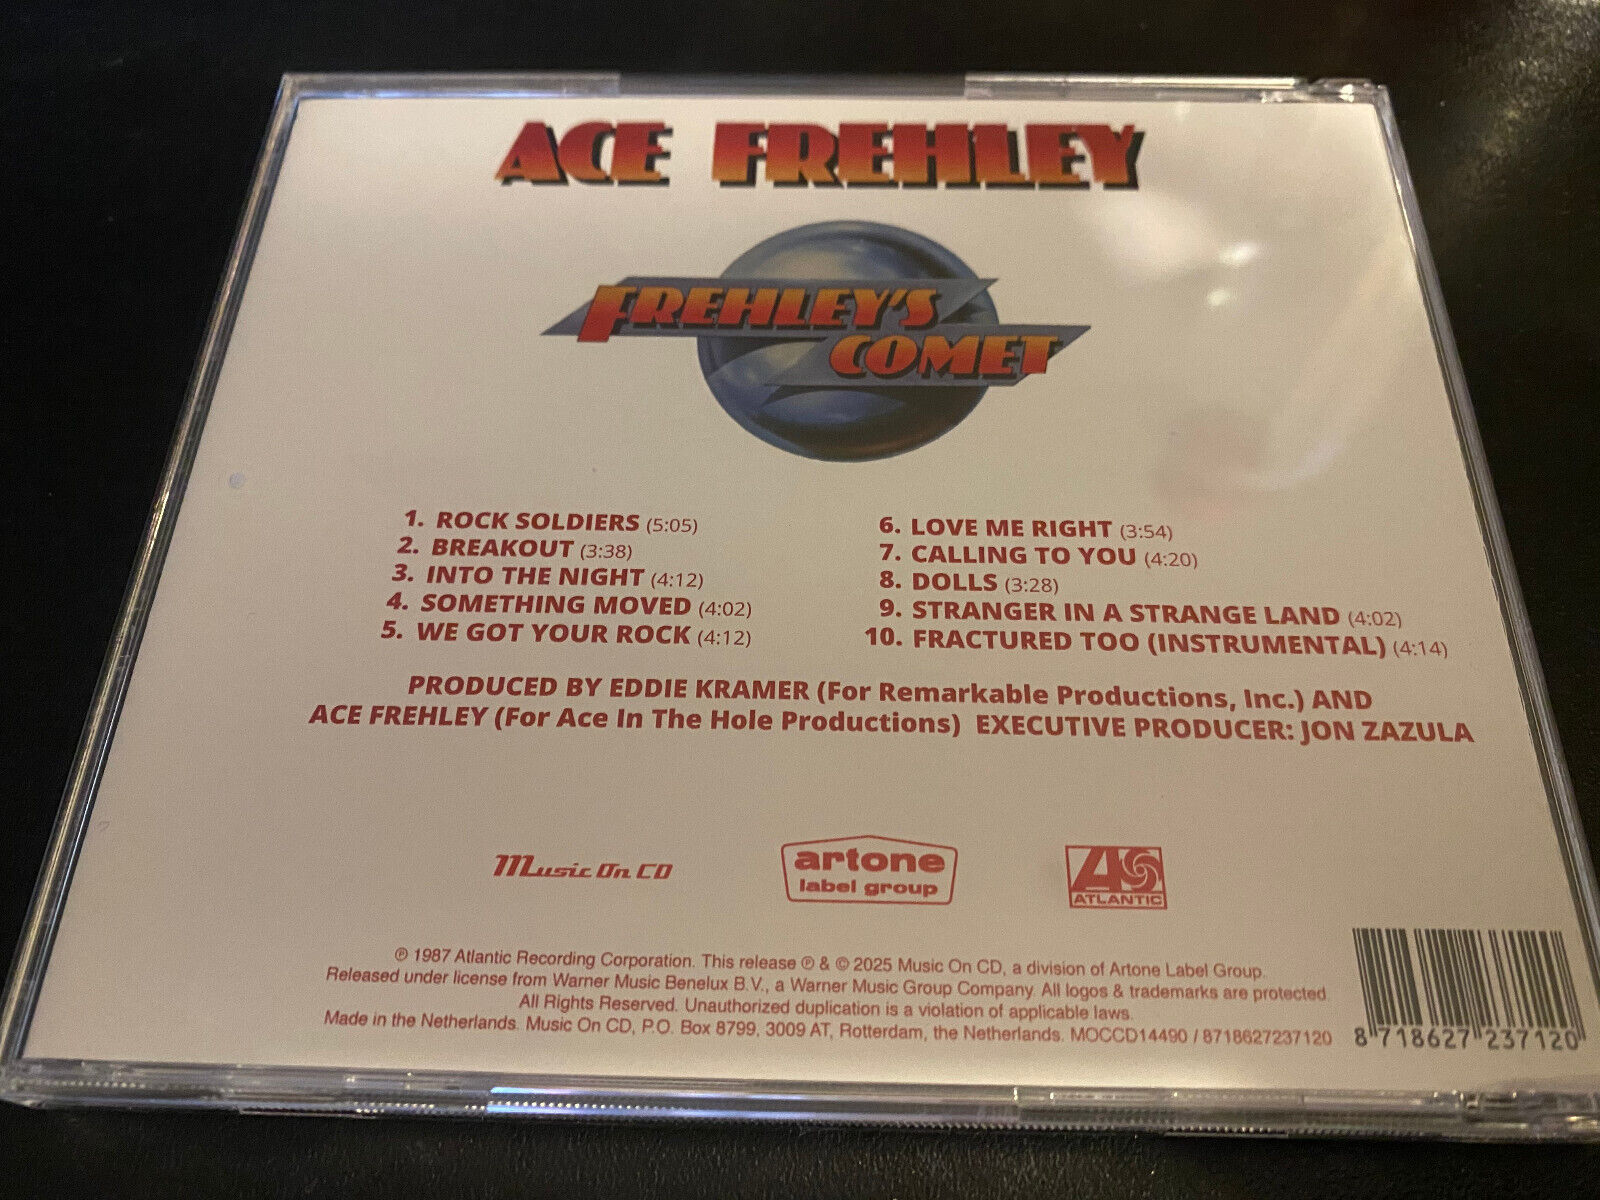 ACE FREHLEY
FREHLEY'S
COMET
1. ROCK SOLDIERS (5:05)
2. BREAKOUT (3:38)
3. INTO THE NIGHT (4:12)
4. SOMETHING MOVED (4:02)
5. WE GOT YOUR ROCK (4:12)
6. LOVE ME RIGHT (3:54)
7. CALLING TO YOU (4:20)
8. DOLLS (3:28)
9. STRANGER IN A STRANGE LAND (4:02)
10. FRACTURED TOO (INSTRUMENTAL) (4:14)
PRODUCED BY EDDIE KRAMER (For Remarkable Productions, Inc.) AND
ACE FREHLEY (For Ace In The Hole Productions) EXECUTIVE PRODUCER: JON ZAZULA
Music On CD
artone
label group
ATLANTIC
℗ 1987 Atlantic Recording Corporation. This release ℗ & © 2025 Music On CD, a division of Artone Label Group.
Released under license from Warner Music Benelux B.V., a Warner Music Group Company. All logos & trademarks are protected.
All Rights Reserved. Unauthorized duplication is a violation of applicable laws.
Made in the Netherlands. Music On CD, P.O. Box 8799, 3009 AT, Rotterdam, the Netherlands. MOCCD14490 / 8718627237120
8 718627 237120